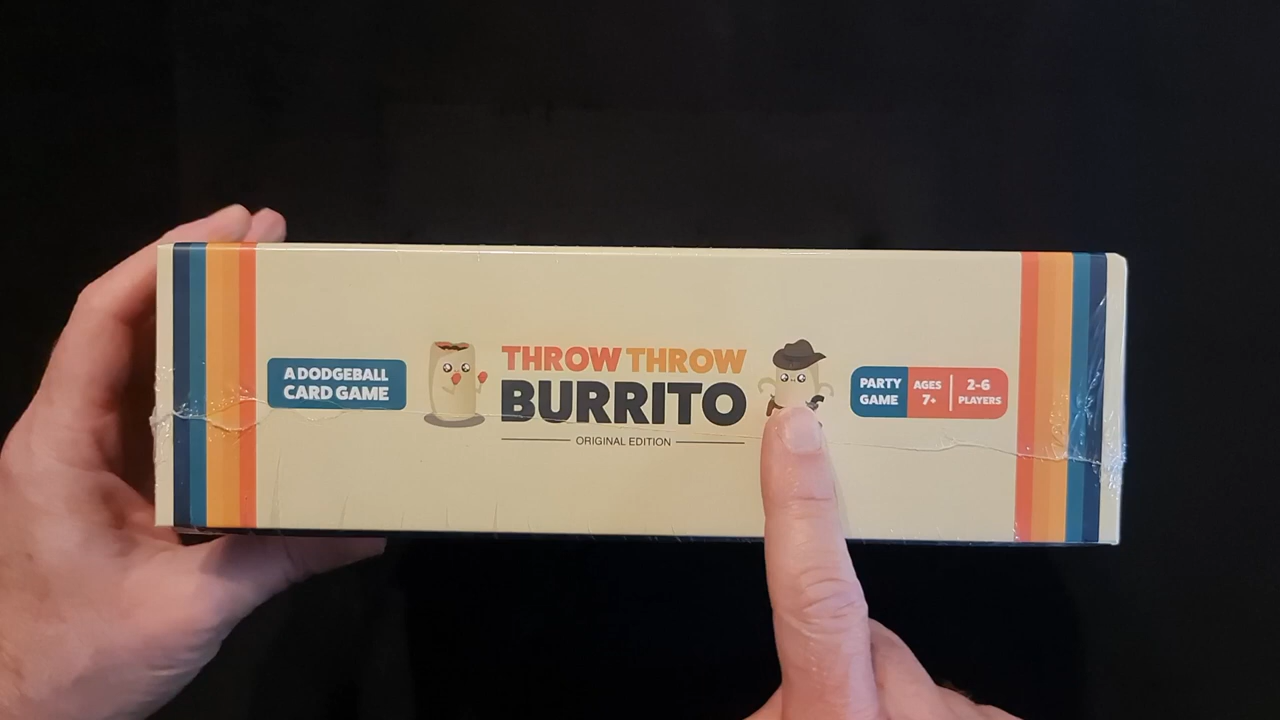 A DODGEBALL
CARD GAME
THROW THROW
BURRITO
ORIGINAL EDITION
PARTY
GAME
AGES
7+
2-6
PLAYERS